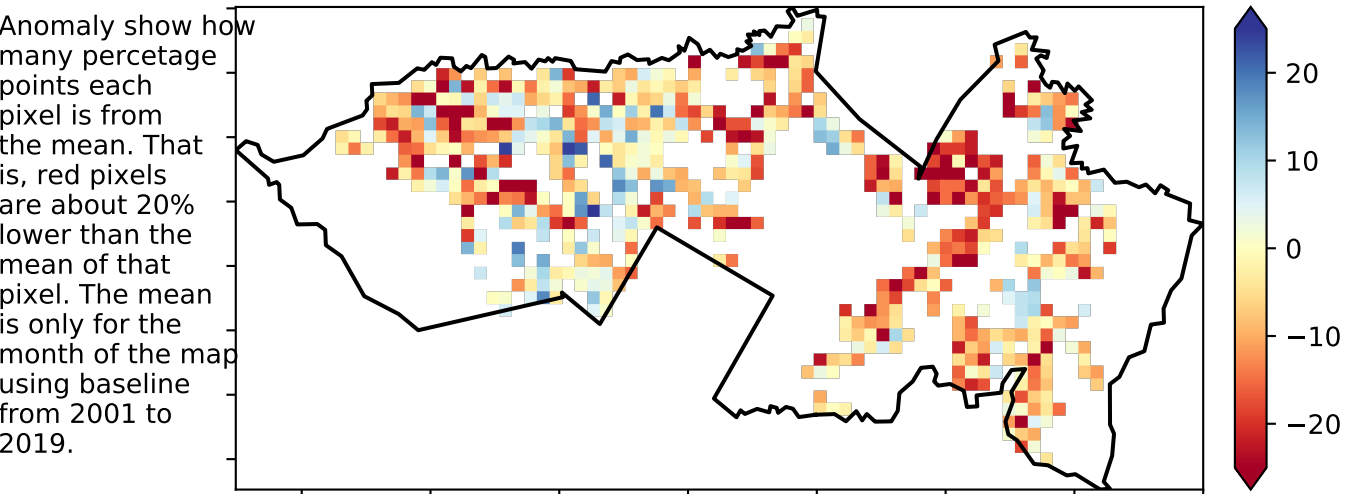 Anomaly show how
many percetage
points each
pixel is from
the mean. That
is, red pixels
are about 20%
lower than the
mean of that
pixel. The mean
is only for the
month of the map
using baseline
from 2001 to
2019.
20
10
0
−10
−20